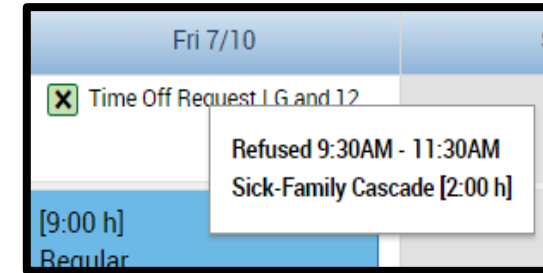 Fri 7/10
Time Off Request LG and 12
Refused 9:30AM - 11:30AM
Sick-Family Cascade [2:00 h]
[9:00 h]
Regular